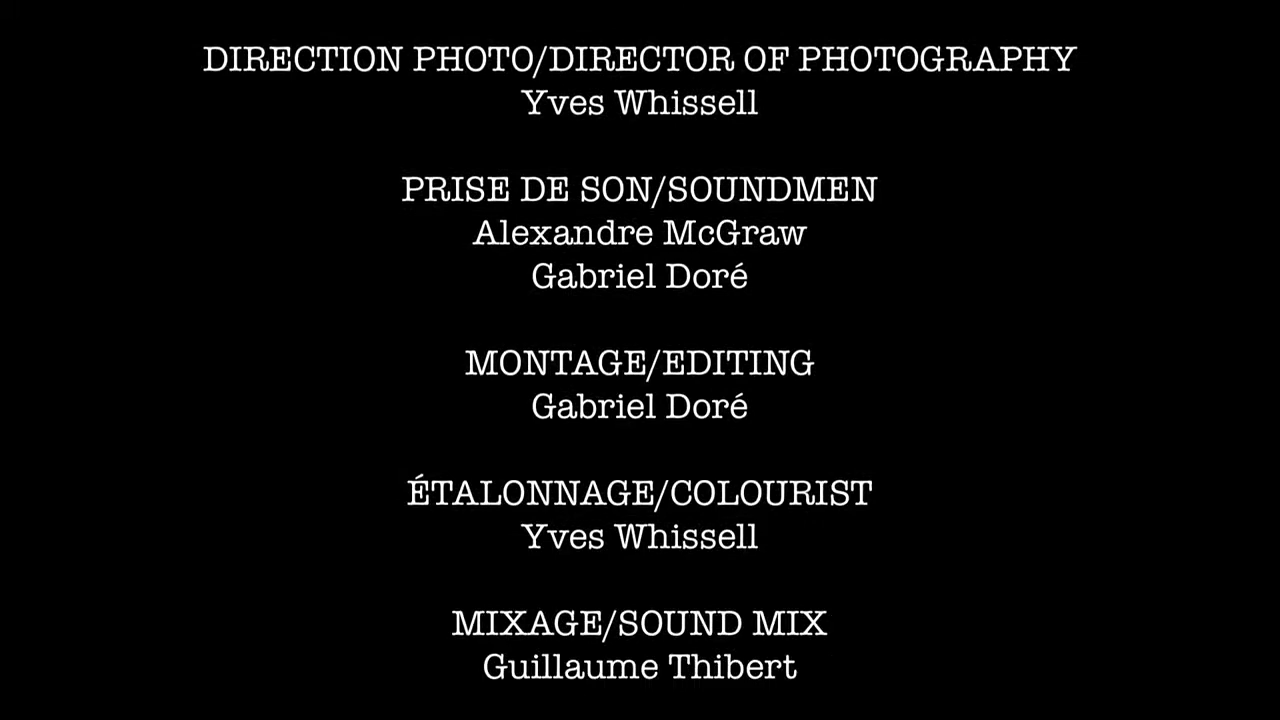 DIRECTION PHOTO/DIRECTOR OF PHOTOGRAPHY
Yves Whissell
PRISE DE SON/SOUNDMEN
Alexandre McGraw
Gabriel Doré
MONTAGE/EDITING
Gabriel Doré
ÉTALONNAGE/COLOURIST
Yves Whissell
MIXAGE/SOUND MIX
Guillaume Thibert